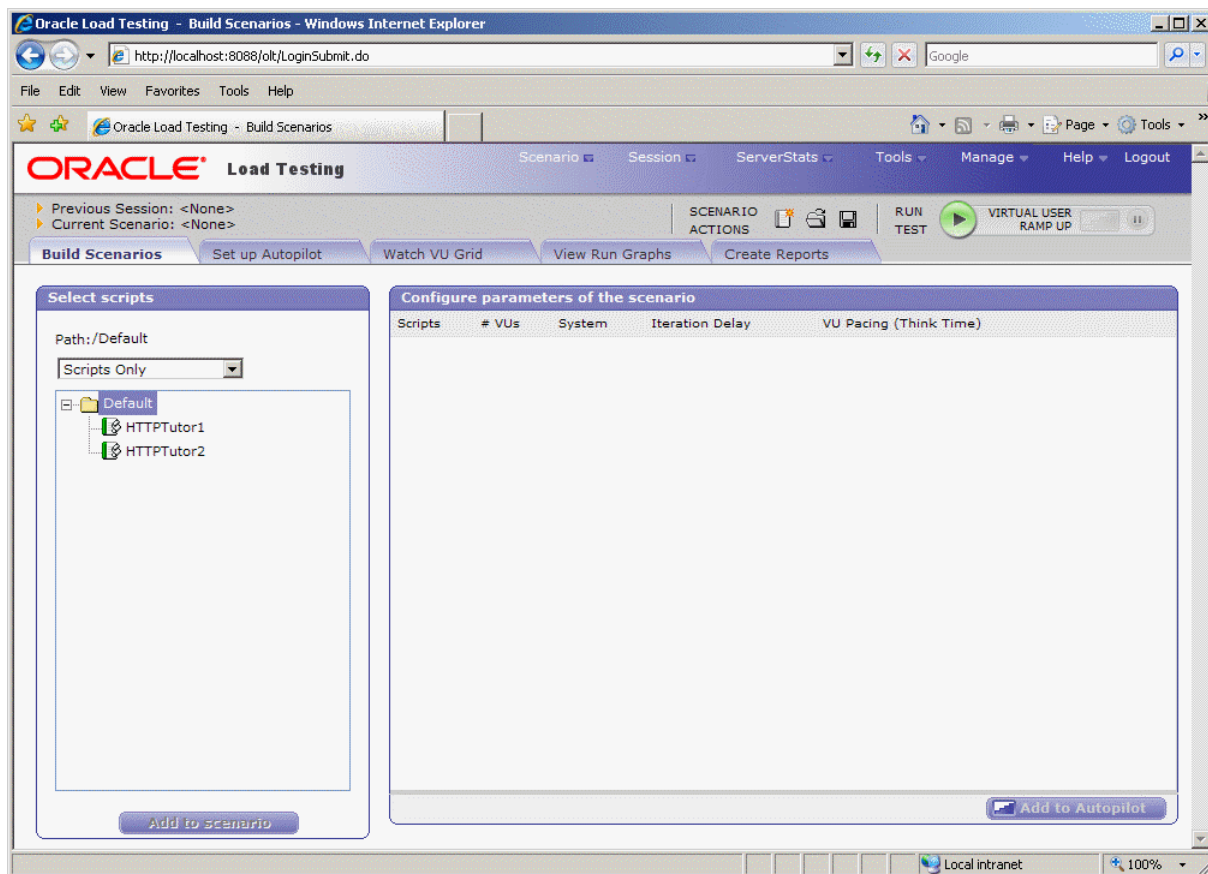 Oracle Load Testing - Build Scenarios - Windows Internet Explorer
http://localhost:8088/olt/LoginSubmit.do
Google
File Edit View Favorites Tools Help
Oracle Load Testing - Build Scenarios
Page Tools »
ORACLE Load Testing
Scenario Session ServerStats Tools Manage Help Logout
Previous Session: <None>
Current Scenario: <None>
SCENARIO ACTIONS
RUN TEST
VIRTUAL USER RAMP UP
Build Scenarios Set up Autopilot Watch VU Grid View Run Graphs Create Reports
Select scripts
Path:/Default
Scripts Only
Default
HTTPTutor1
HTTPTutor2
Add to scenario
Configure parameters of the scenario
Scripts # VUs System Iteration Delay VU Pacing (Think Time)
Add to Autopilot
Local intranet
100%